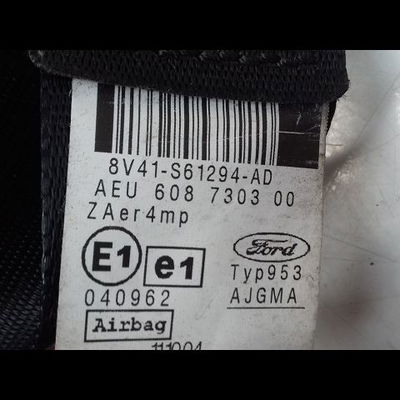 8V41-S61294-AD
AEU 608 7303 00
ZAer4mp
E1 e1 Ford
Typ953
040962 AJGMA
Airbag